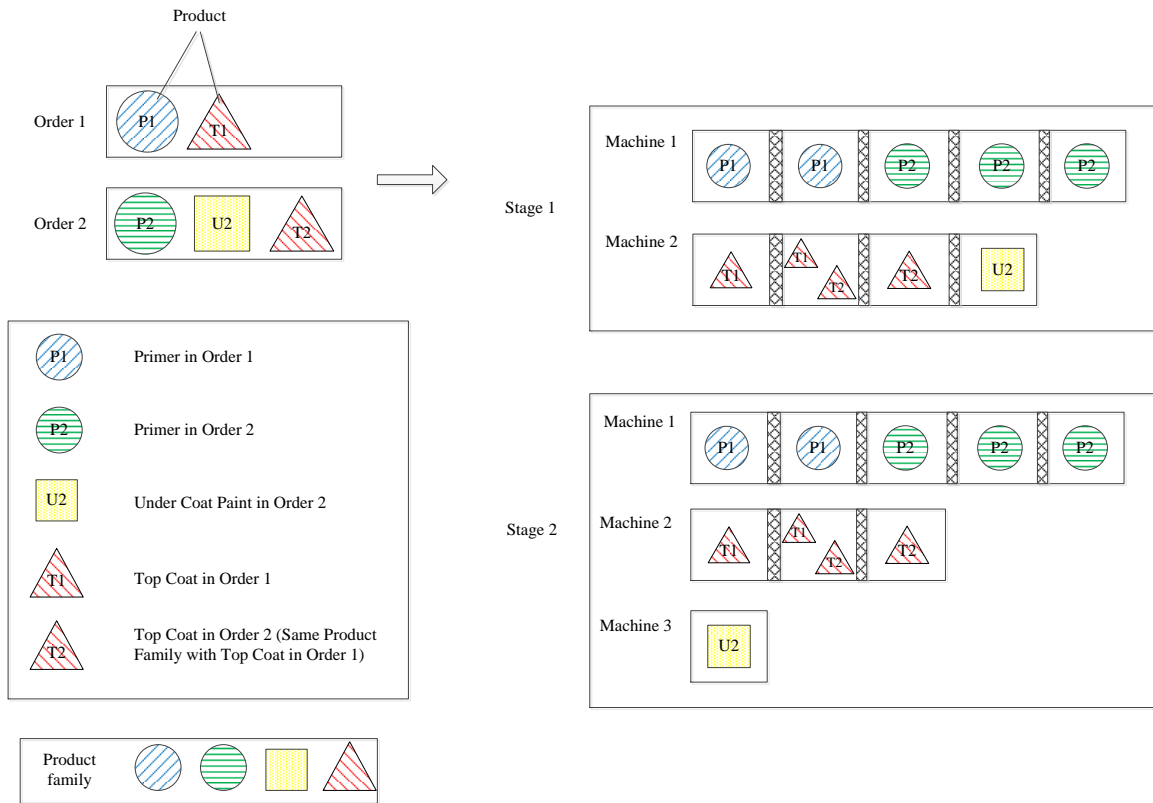 Product
Order 1
P1
T1
Order 2
P2
U2
T2
P1
Primer in Order 1
P2
Primer in Order 2
U2
Under Coat Paint in Order 2
T1
Top Coat in Order 1
T2
Top Coat in Order 2 (Same Product
Family with Top Coat in Order 1)
Product
family
Stage 1
Machine 1
P1
P1
P2
P2
P2
Machine 2
T1
T1
T2
T2
U2
Stage 2
Machine 1
P1
P1
P2
P2
P2
Machine 2
T1
T1
T2
T2
Machine 3
U2